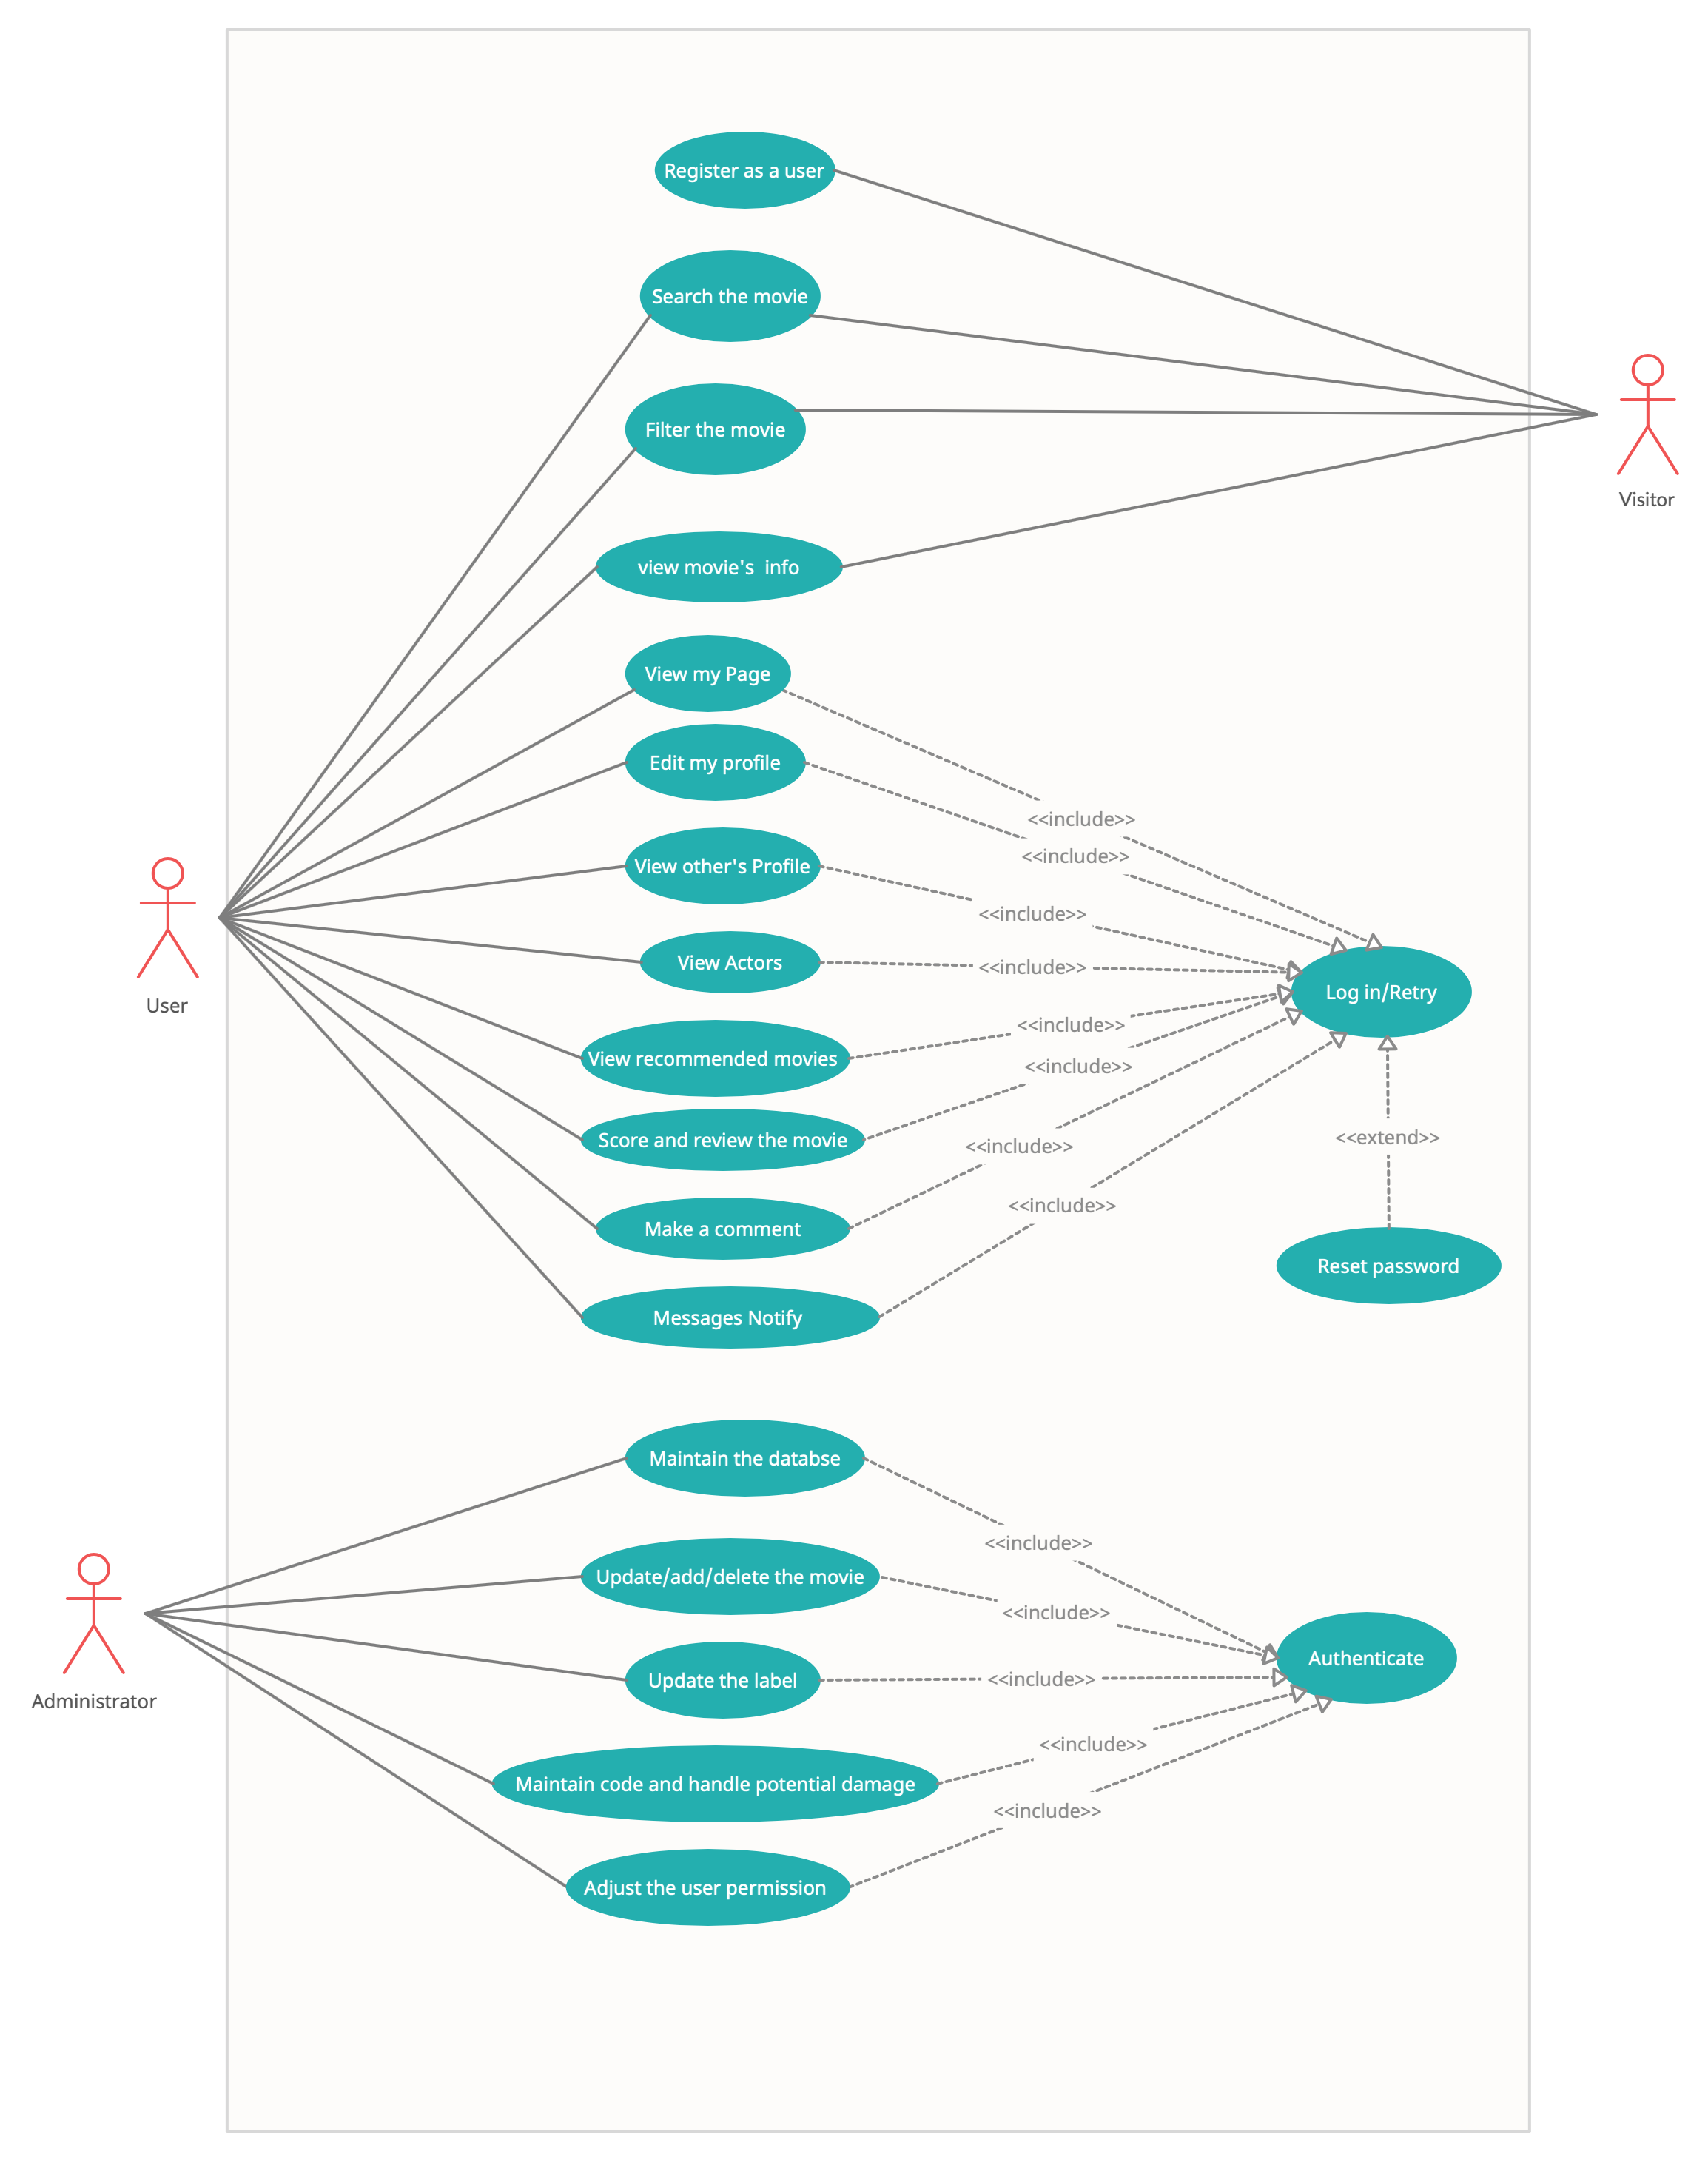 Register as a user
Search the movie
Filter the movie
Visitor
view movie's  info
View my Page
Edit my profile
<<include>>
<<include>>
View other's Profile
<<include>>
View Actors
<<include>>
Log in/Retry
User
<<include>>
View recommended movies
<<include>>
Score and review the movie
<<include>>
<<extend>>
<<include>>
Make a comment
Reset password
Messages Notify
Maintain the databse
<<include>>
Update/add/delete the movie
<<include>>
Authenticate
Update the label
<<include>>
Administrator
<<include>>
Maintain code and handle potential damage
<<include>>
Adjust the user permission